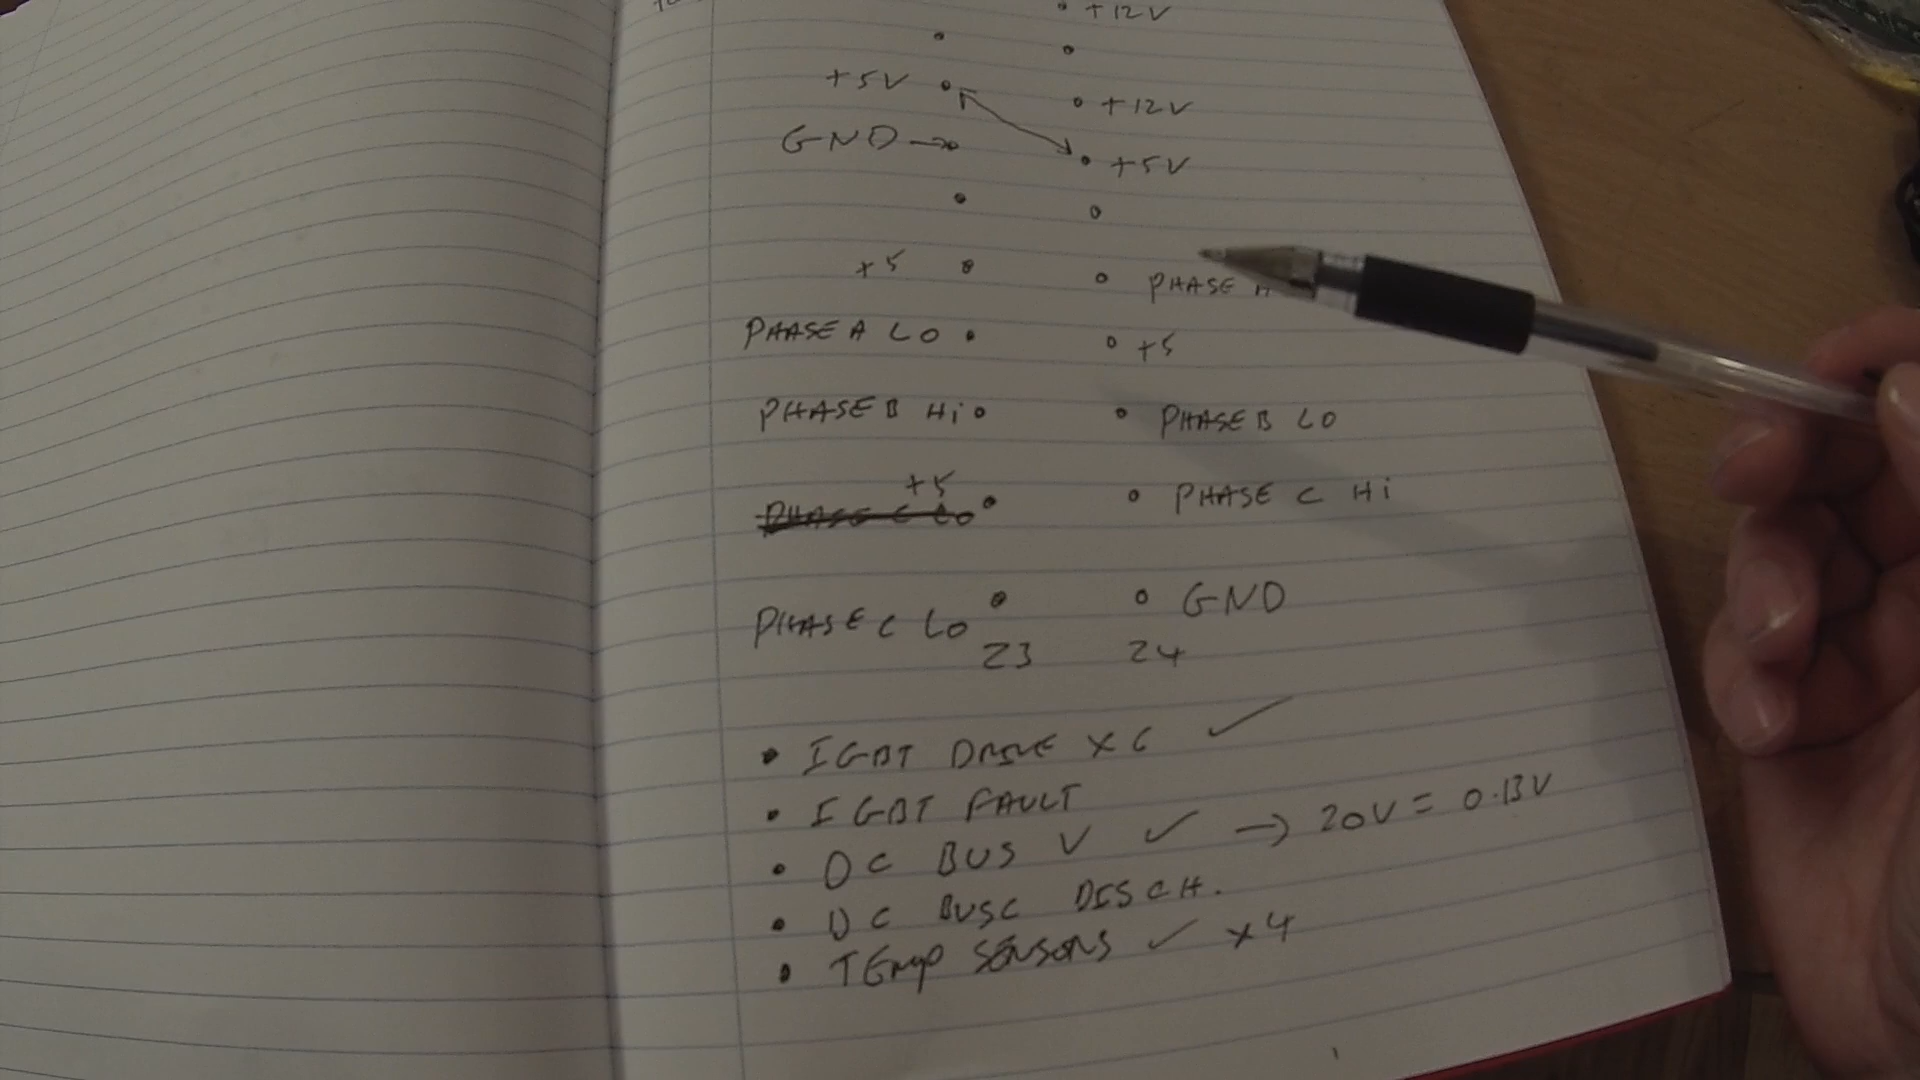 +12V
+5V +12V
GND → +5V
+5 PHASE
PHASE A LO +5
PHASE B Hi PHASE B LO
+5
PHASE C LO PHASE C Hi
PHASE C LO GND
23 24
• IGBT DRIVE x6 ✓
• IGBT FAULT
• DC BUS V ✓ → 20V = 0.13V
• DC BUSC DISCH.
• TEMP SENSORS ✓ x4